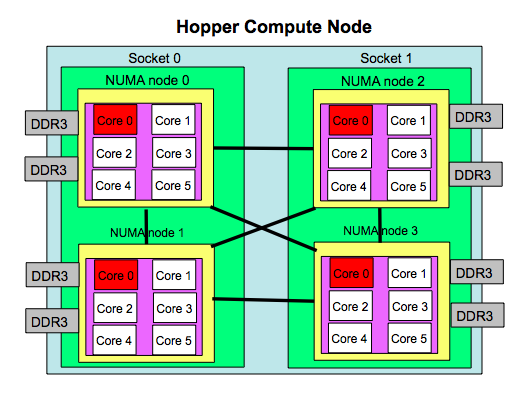 Hopper Compute Node
Socket 0
Socket 1
NUMA node 0
NUMA node 2
DDR3
Core 0
Core 1
Core 0
Core 1
DDR3
Core 2
Core 3
Core 2
Core 3
DDR3
Core 4
Core 5
Core 4
Core 5
DDR3
NUMA node 1
NUMA node 3
DDR3
Core 0
Core 1
Core 0
Core 1
DDR3
Core 2
Core 3
Core 2
Core 3
DDR3
Core 4
Core 5
Core 4
Core 5
DDR3